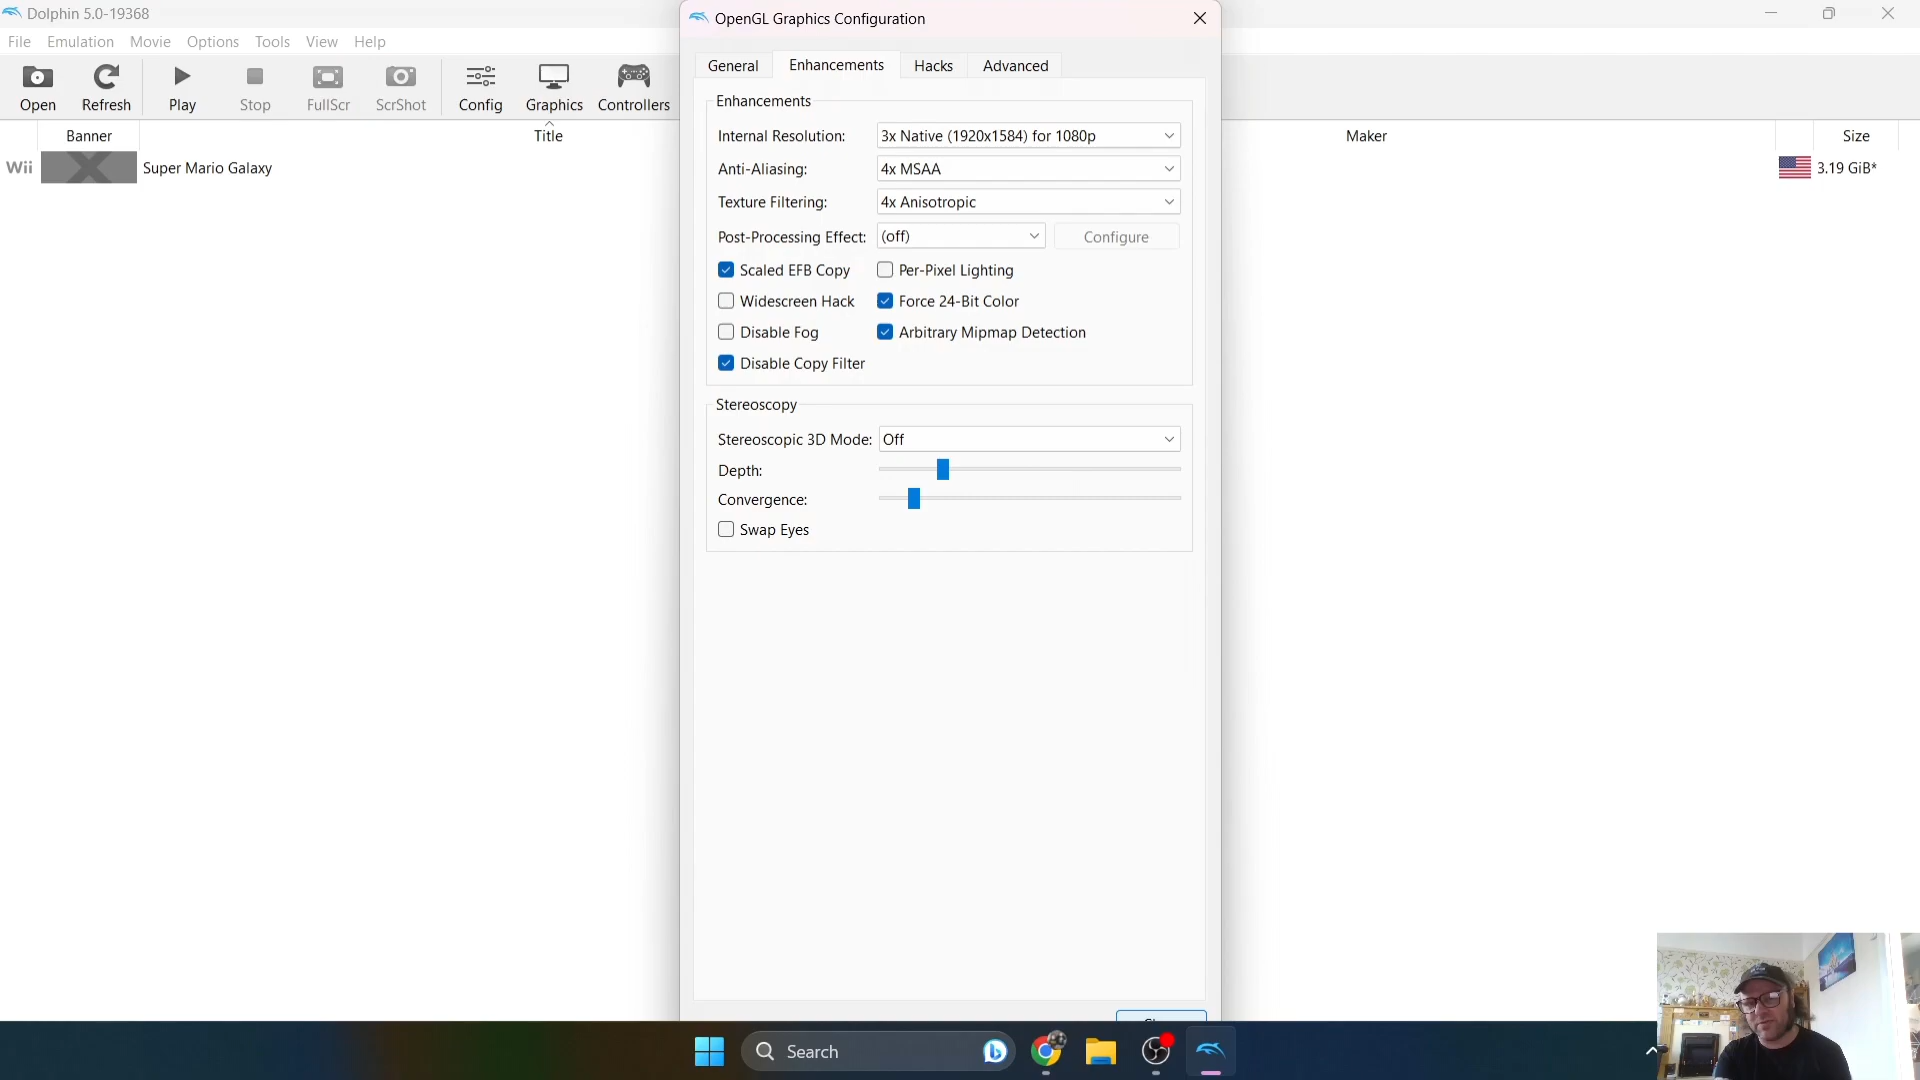 Dolphin 5.0-19368
File Emulation Movie Options Tools View Help
Open Refresh Play Stop FullScr ScrShot Config Graphics Controllers
Banner Title Maker Size
Wii Super Mario Galaxy 3.19 GiB*
OpenGL Graphics Configuration
General Enhancements Hacks Advanced
Enhancements
Internal Resolution: 3x Native (1920x1584) for 1080p
Anti-Aliasing: 4x MSAA
Texture Filtering: 4x Anisotropic
Post-Processing Effect: (off) Configure
Scaled EFB Copy Per-Pixel Lighting
Widescreen Hack Force 24-Bit Color
Disable Fog Arbitrary Mipmap Detection
Disable Copy Filter
Stereoscopy
Stereoscopic 3D Mode: Off
Depth:
Convergence:
Swap Eyes
Search